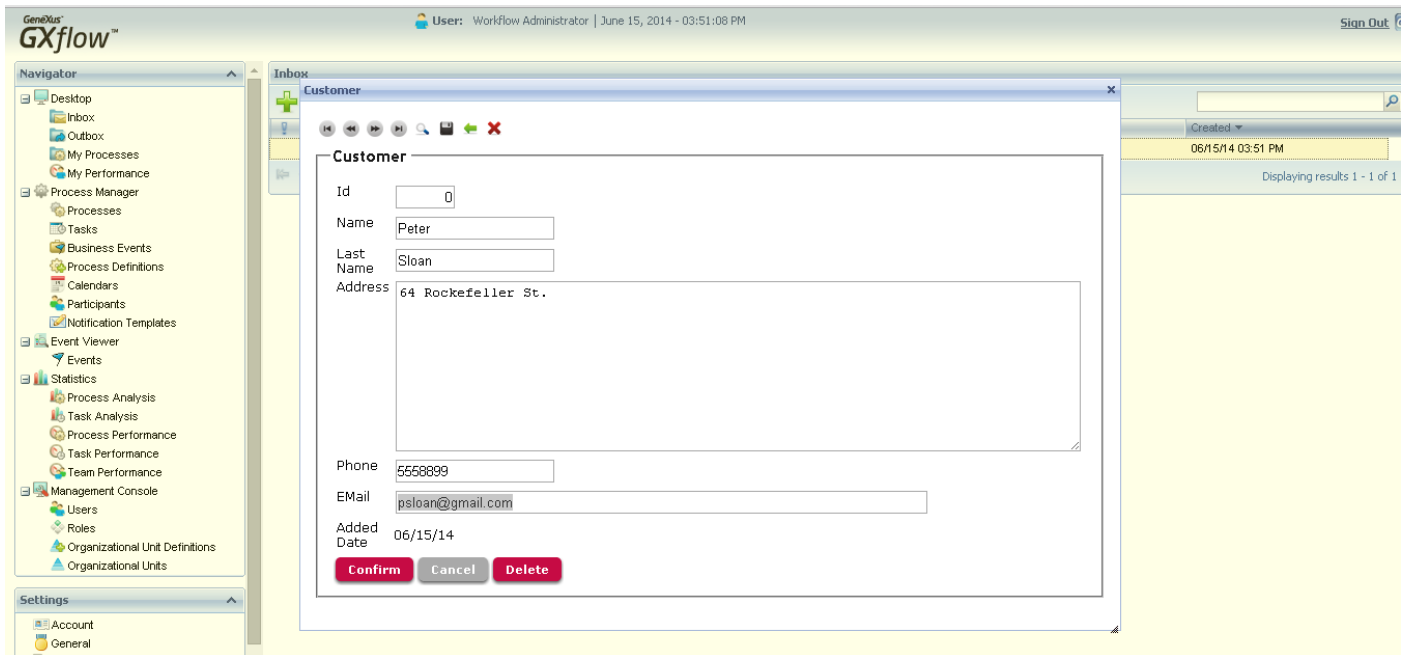 GeneXus
GXflow™
User: Workflow Administrator | June 15, 2014 - 03:51:08 PM
Sign Out
Navigator
Desktop
Inbox
Outbox
My Processes
My Performance
Process Manager
Processes
Tasks
Business Events
Process Definitions
Calendars
Participants
Notification Templates
Event Viewer
Events
Statistics
Process Analysis
Task Analysis
Process Performance
Task Performance
Team Performance
Management Console
Users
Roles
Organizational Unit Definitions
Organizational Units
Settings
Account
General
Inbox
Created
06/15/14 03:51 PM
Displaying results 1 - 1 of 1
Customer
x
Customer
Id 0
Name Peter
Last
Name Sloan
Address 64 Rockefeller St.
Phone 5558899
EMail psloan@gmail.com
Added
Date 06/15/14
Confirm Cancel Delete